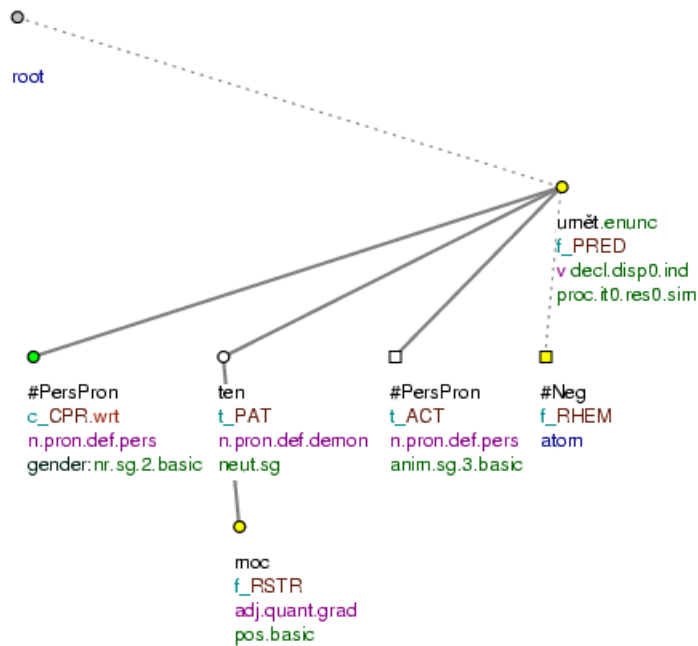 root
umět.enunc
f_PRED
v decl.disp0.ind
proc.it0.res0.sim
#PersPron
c_CPR.wrt
n.pron.def.pers
gender:nr.sg.2.basic
ten
t_PAT
n.pron.def.demon
neut.sg
#PersPron
t_ACT
n.pron.def.pers
anim.sg.3.basic
#Neg
f_RHEM
atom
moc
f_RSTR
adj.quant.grad
pos.basic